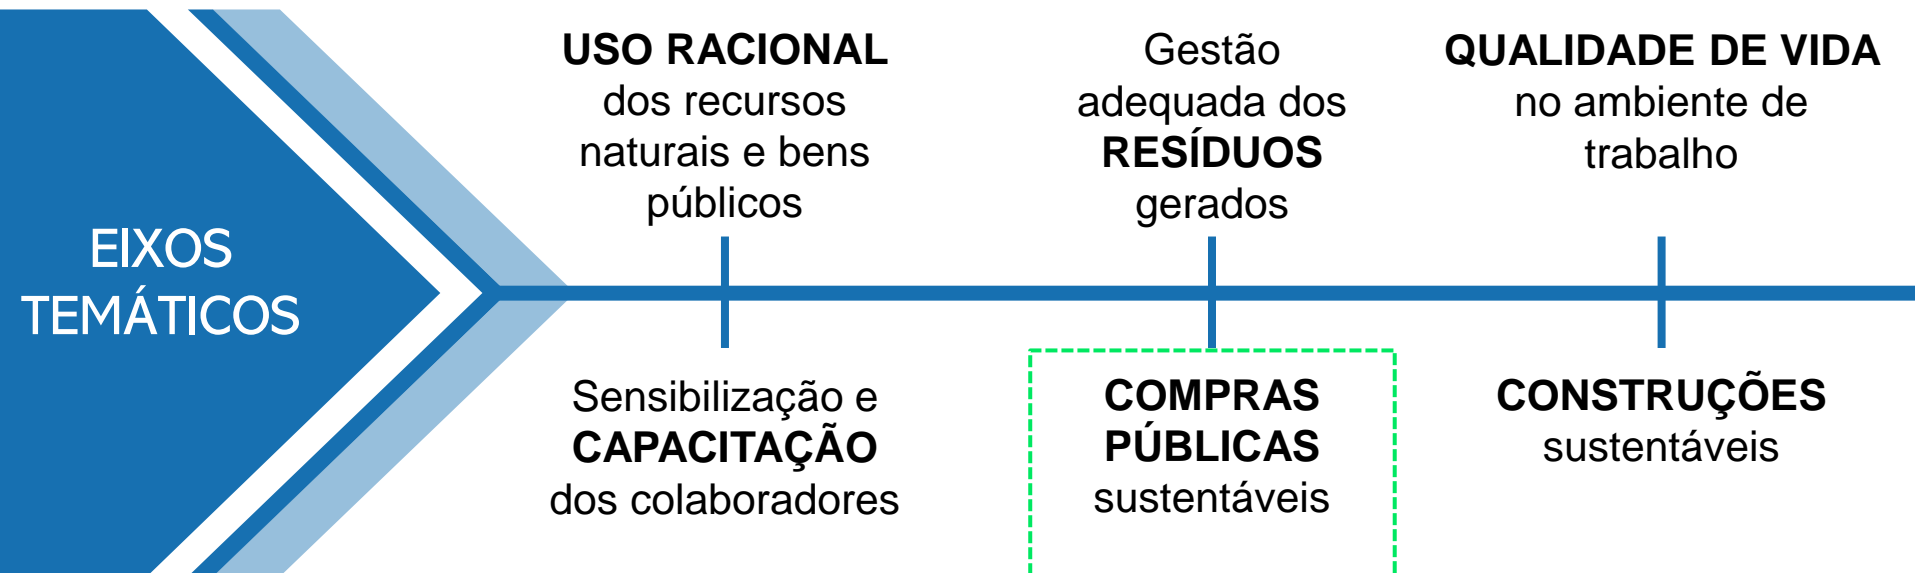 EIXOS
TEMÁTICOS
USO RACIONAL
dos recursos
naturais e bens
públicos
Gestão
adequada dos
RESÍDUOS
gerados
QUALIDADE DE VIDA
no ambiente de
trabalho
Sensibilização e
CAPACITAÇÃO
dos colaboradores
COMPRAS
PÚBLICAS
sustentáveis
CONSTRUÇÕES
sustentáveis